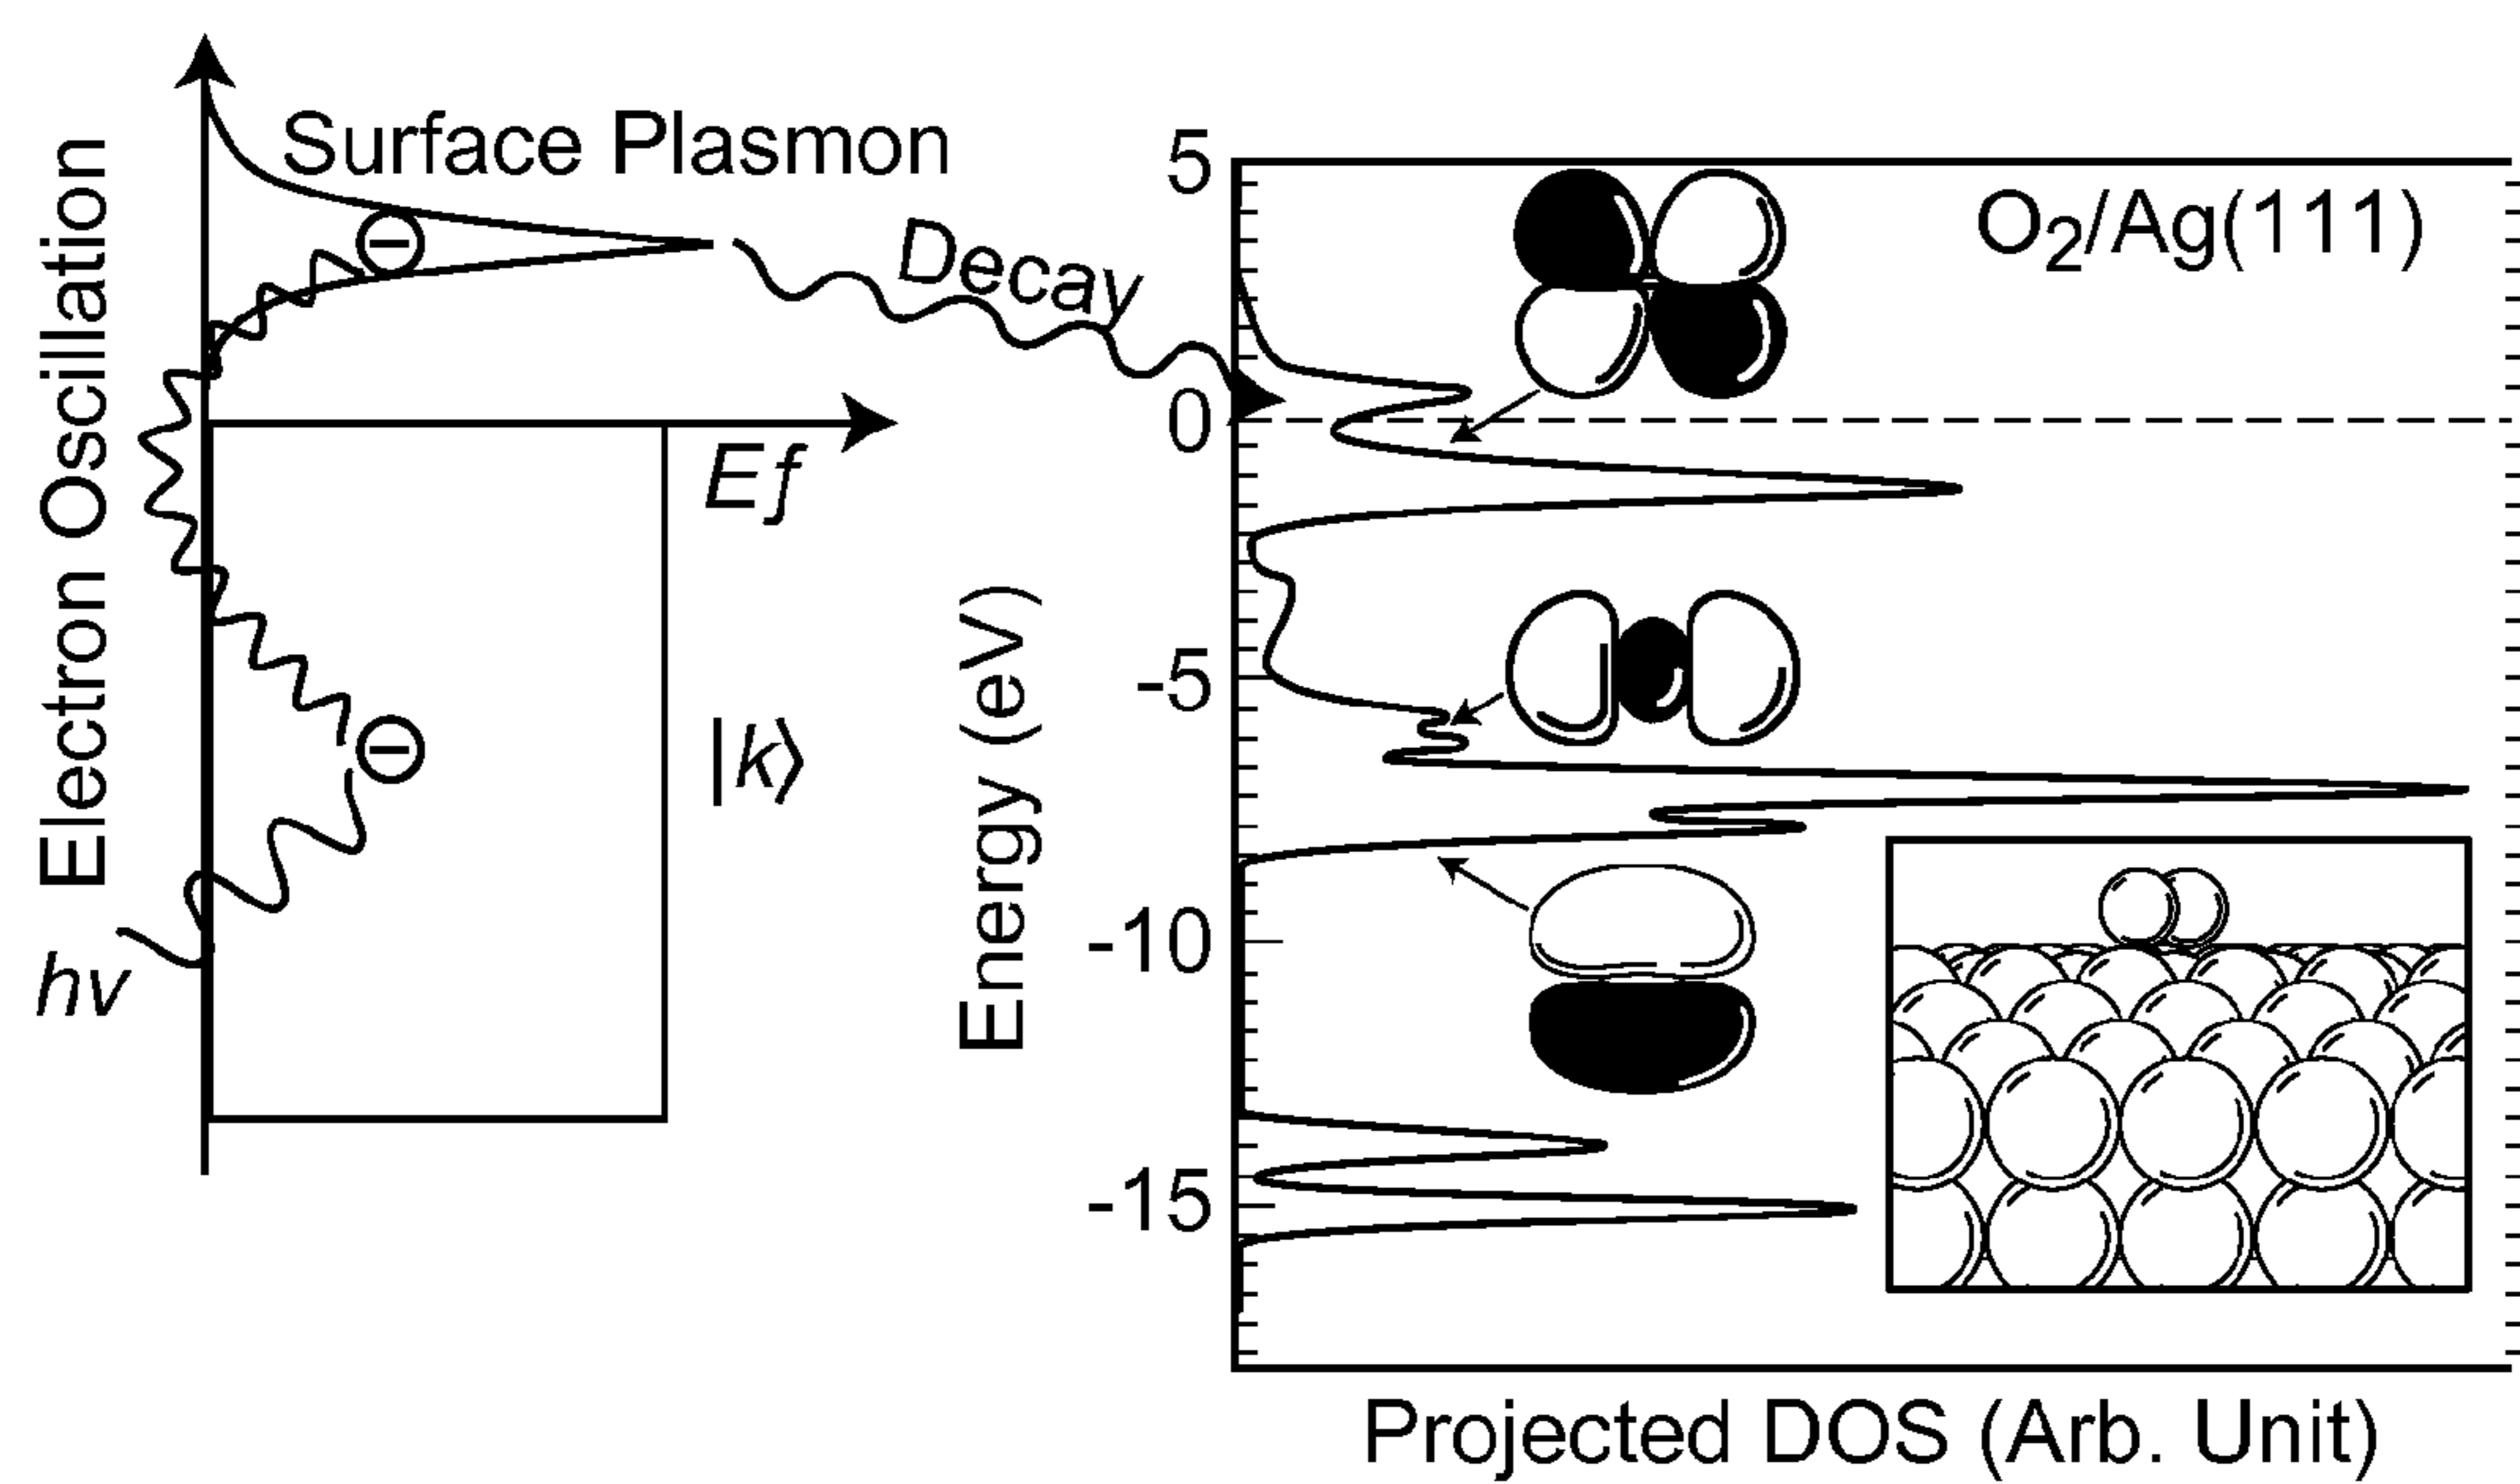 Electron Oscillation
Surface Plasmon
Decay
Ef
|k⟩
hν
Energy (eV)
5
0
-5
-10
-15
O₂/Ag(111)
Projected DOS (Arb. Unit)